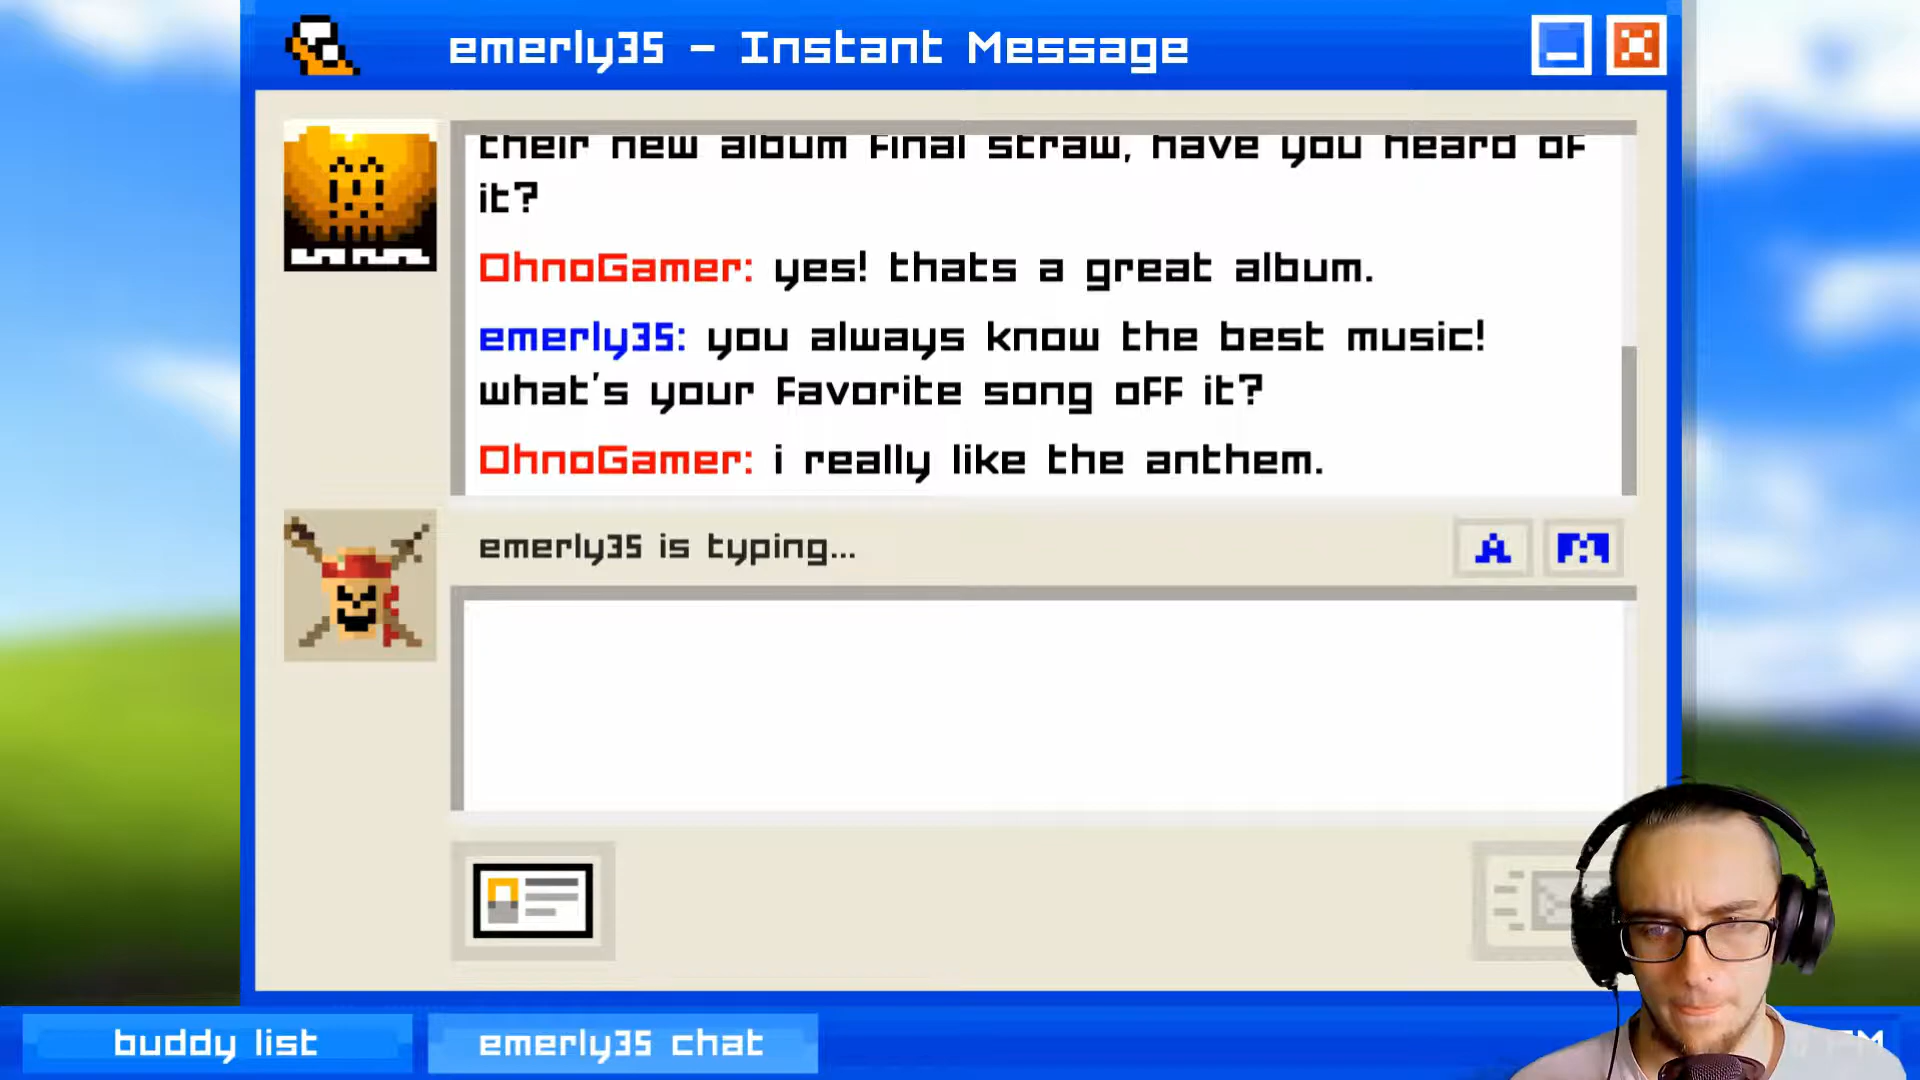 emerly35 - Instant Message
their new album final straw, have you heard of
it?
OhnoGamer: yes! thats a great album.
emerly35: you always know the best music!
what's your favorite song off it?
OhnoGamer: i really like the anthem.
emerly35 is typing...
A
buddy list
emerly35 chat
PM